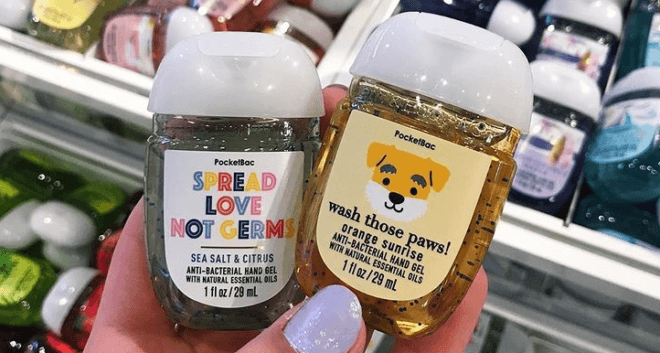 PocketBac
SPREAD
LOVE
NOT GERMS
SEA SALT & CITRUS
ANTI-BACTERIAL HAND GEL
WITH NATURAL ESSENTIAL OILS
1 fl oz / 29 mL
PocketBac
wash those paws!
orange sunrise
ANTI-BACTERIAL HAND GEL
WITH NATURAL ESSENTIAL OILS
1 fl oz / 29 mL